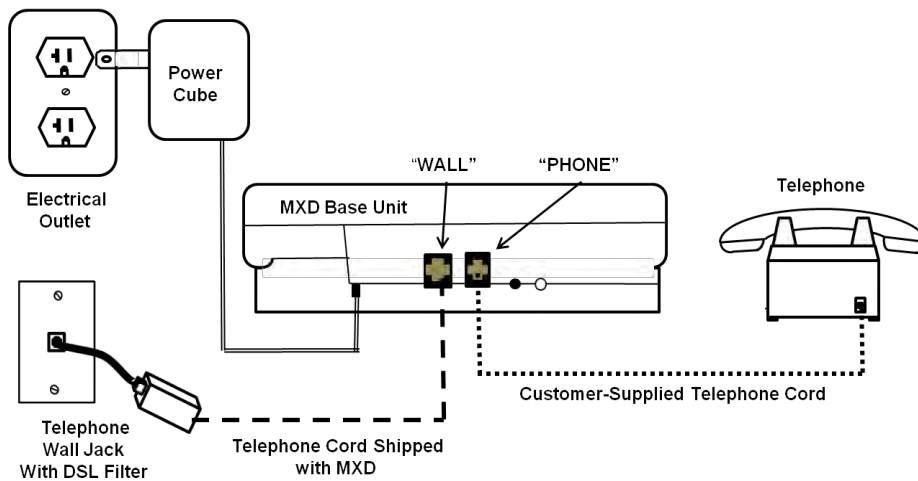 Power
Cube
"WALL"
"PHONE"
Telephone
Electrical
Outlet
MXD Base Unit
Customer-Supplied Telephone Cord
Telephone
Wall Jack
With DSL Filter
Telephone Cord Shipped
with MXD